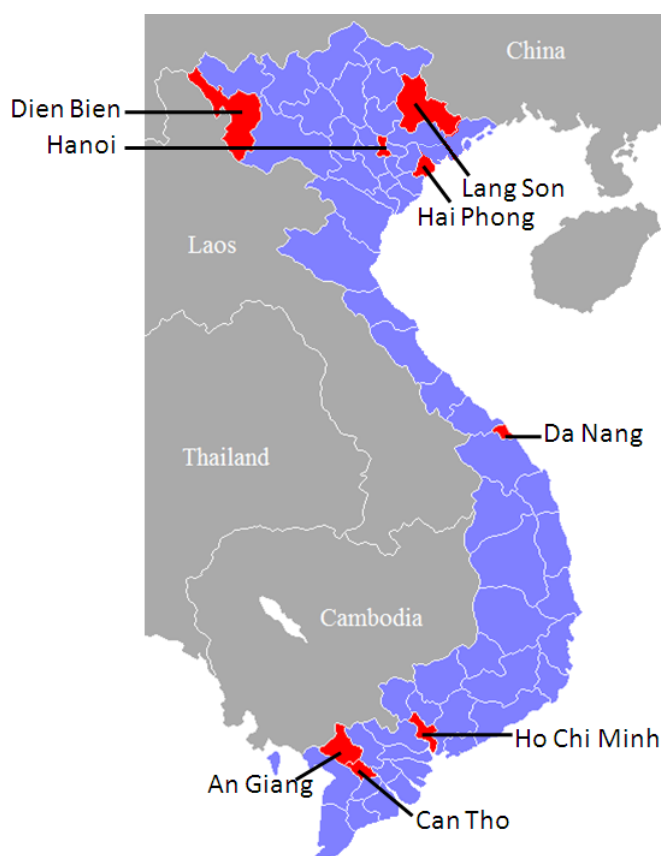 China
Dien Bien
Hanoi
Lang Son
Hai Phong
Laos
Da Nang
Thailand
Cambodia
Ho Chi Minh
An Giang
Can Tho